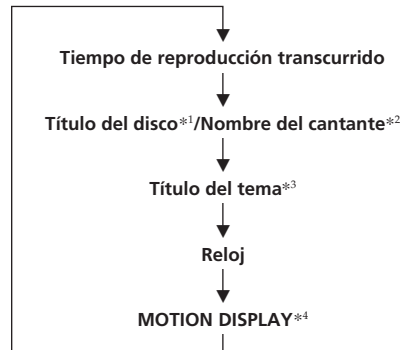 Tiempo de reproducción transcurrido
Título del disco*1/Nombre del cantante*2
Título del tema*3
Reloj
MOTION DISPLAY*4